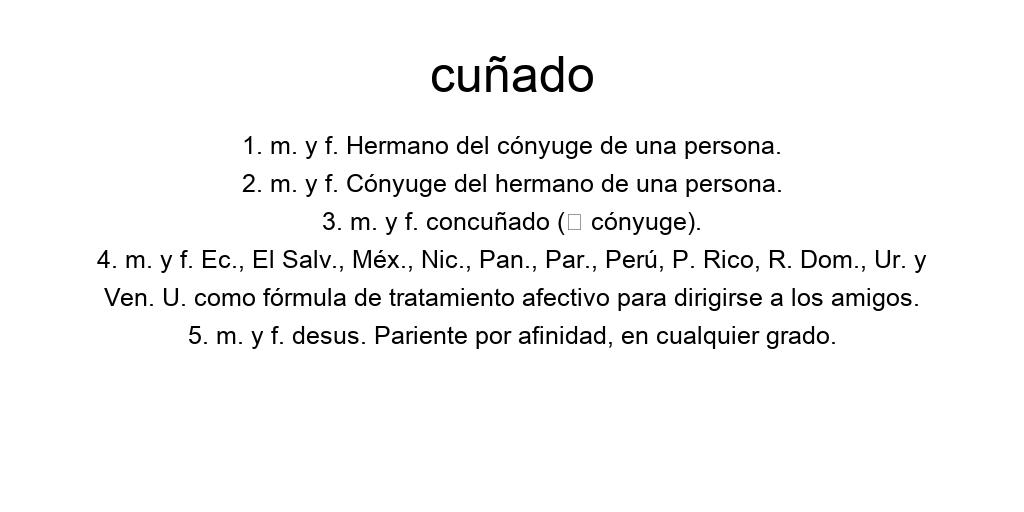 cuñado
1. m. y f. Hermano del cónyuge de una persona.
2. m. y f. Cónyuge del hermano de una persona.
3. m. y f. concuñado (□ cónyuge).
4. m. y f. Ec., El Salv., Méx., Nic., Pan., Par., Perú, P. Rico, R. Dom., Ur. y
Ven. U. como fórmula de tratamiento afectivo para dirigirse a los amigos.
5. m. y f. desus. Pariente por afinidad, en cualquier grado.